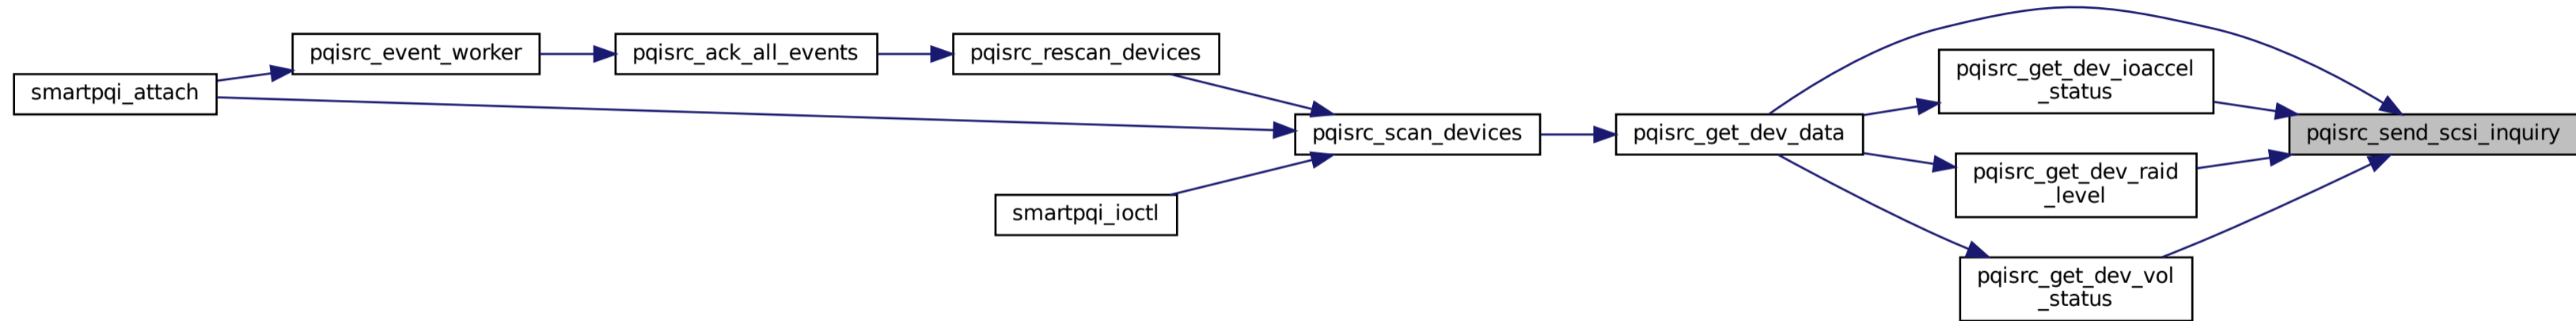 smartpqi_attach
pqisrc_event_worker
pqisrc_ack_all_events
pqisrc_rescan_devices
smartpqi_ioctl
pqisrc_scan_devices
pqisrc_get_dev_data
pqisrc_get_dev_ioaccel
_status
pqisrc_get_dev_raid
_level
pqisrc_get_dev_vol
_status
pqisrc_send_scsi_inquiry